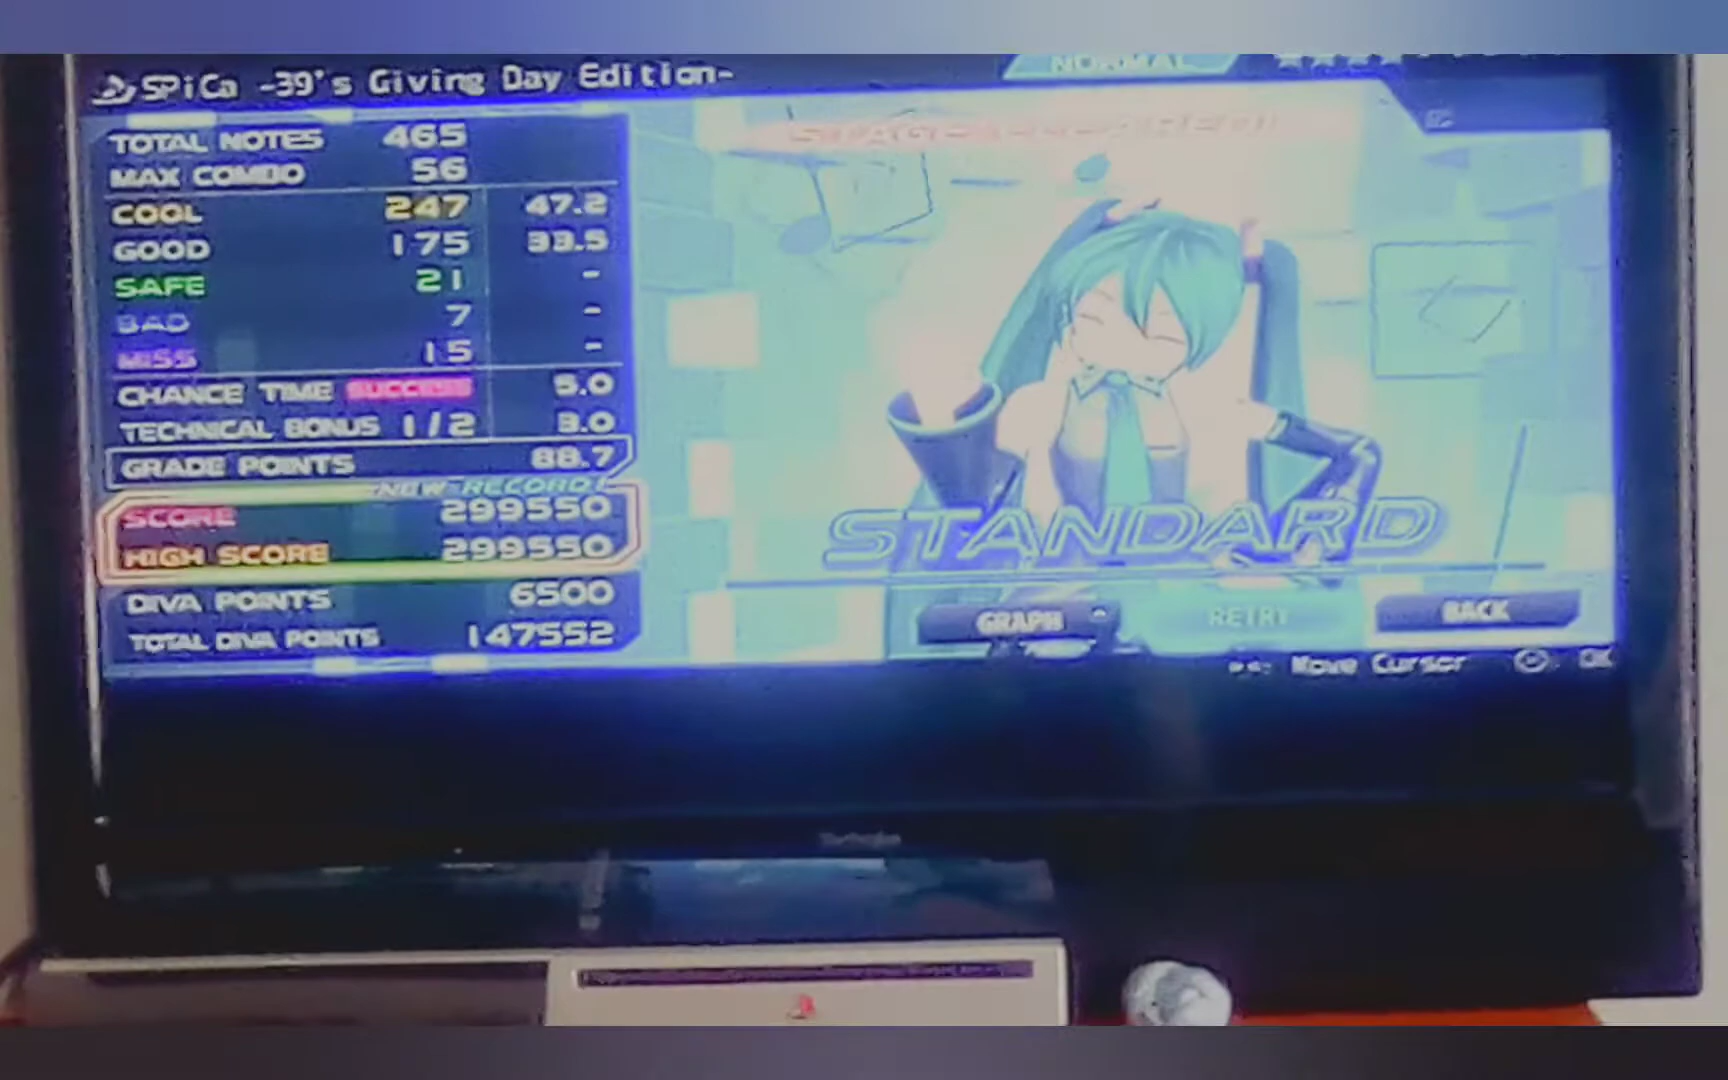 SPiCa -39's Giving Day Edition-
NORMAL
TOTAL NOTES 465
MAX COMBO 56
COOL 247 47.2
GOOD 175 33.5
SAFE 21 -
BAD 7 -
MISS 15 -
CHANCE TIME SUCCESS 5.0
TECHNICAL BONUS 1/2 3.0
GRADE POINTS 88.7
NEW RECORD!
SCORE 299550
HIGH SCORE 299550
DIVA POINTS 6500
TOTAL DIVA POINTS 147552
STANDARD
GRAPH RETRY BACK
Move Cursor OK